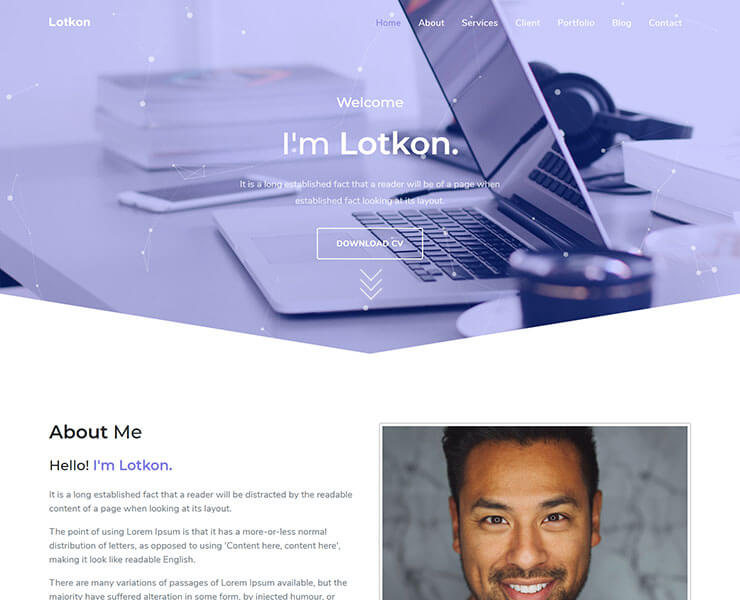 Lotkon
Home About Services Client Portfolio Blog Contact
Welcome
I'm Lotkon.
It is a long established fact that a reader will be of a page when
established fact looking at its layout.
DOWNLOAD CV
About Me
Hello! I'm Lotkon.
It is a long established fact that a reader will be distracted by the readable
content of a page when looking at its layout.
The point of using Lorem Ipsum is that it has a more-or-less normal
distribution of letters, as opposed to using 'Content here, content here',
making it look like readable English.
There are many variations of passages of Lorem Ipsum available, but the
majority have suffered alteration in some form, by injected humour, or